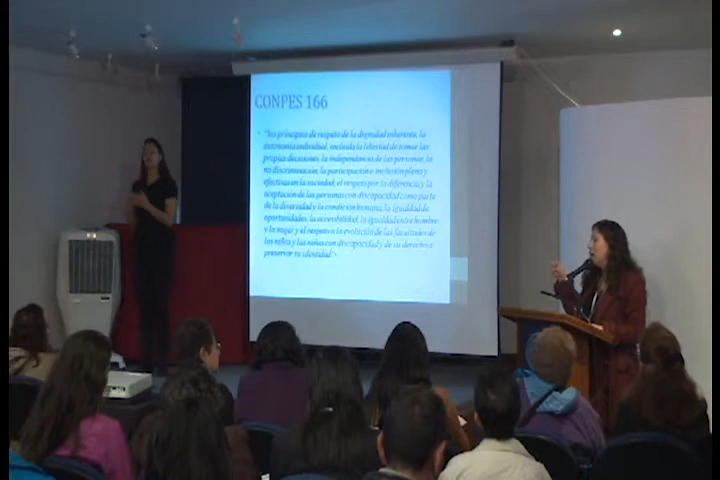 CONPES 166
• "los principios de respeto de la dignidad inherente, la
autonomía individual, incluida la libertad de tomar las
propias decisiones, la independencia de las personas, la
no discriminación, la participación e inclusión plena y
efectivas en la sociedad, el respeto por la diferencia y la
aceptación de las personas con discapacidad como parte
de la diversidad y la condición humana, la igualdad de
oportunidades, la accesibilidad, la igualdad entre hombre
y la mujer y el respeto a la evolución de las facultades de
los niños y las niñas con discapacidad y de su derecho a
preservar su identidad".